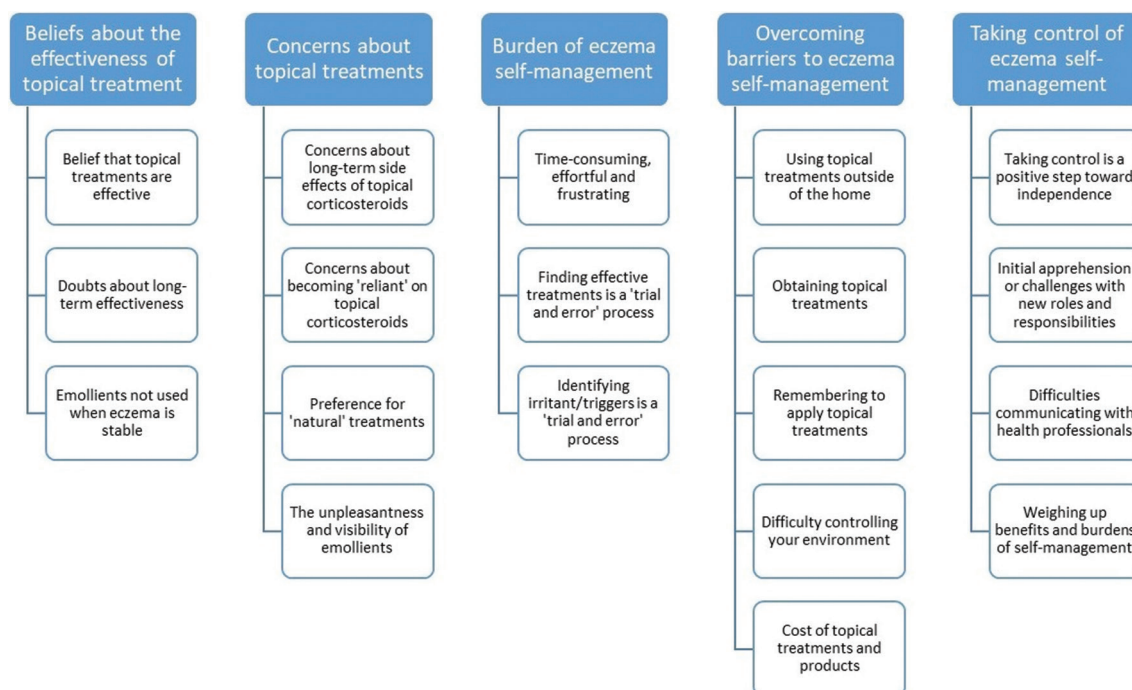 Beliefs about the
effectiveness of
topical treatment
Belief that topical
treatments are
effective
Doubts about long-
term effectiveness
Emollients not used
when eczema is
stable
Concerns about
topical treatments
Concerns about
long-term side
effects of topical
corticosteroids
Concerns about
becoming 'reliant' on
topical
corticosteroids
Preference for
'natural' treatments
The unpleasantness
and visibility of
emollients
Burden of eczema
self-management
Time-consuming,
effortful and
frustrating
Finding effective
treatments is a 'trial
and error' process
Identifying
irritant/triggers is a
'trial and error'
process
Overcoming
barriers to eczema
self-management
Using topical
treatments outside
of the home
Obtaining topical
treatments
Remembering to
apply topical
treatments
Difficulty controlling
your environment
Cost of topical
treatments and
products
Taking control of
eczema self-
management
Taking control is a
positive step toward
independence
Initial apprehension
or challenges with
new roles and
responsibilities
Difficulties
communicating with
health professionals
Weighing up
benefits and burdens
of self-management